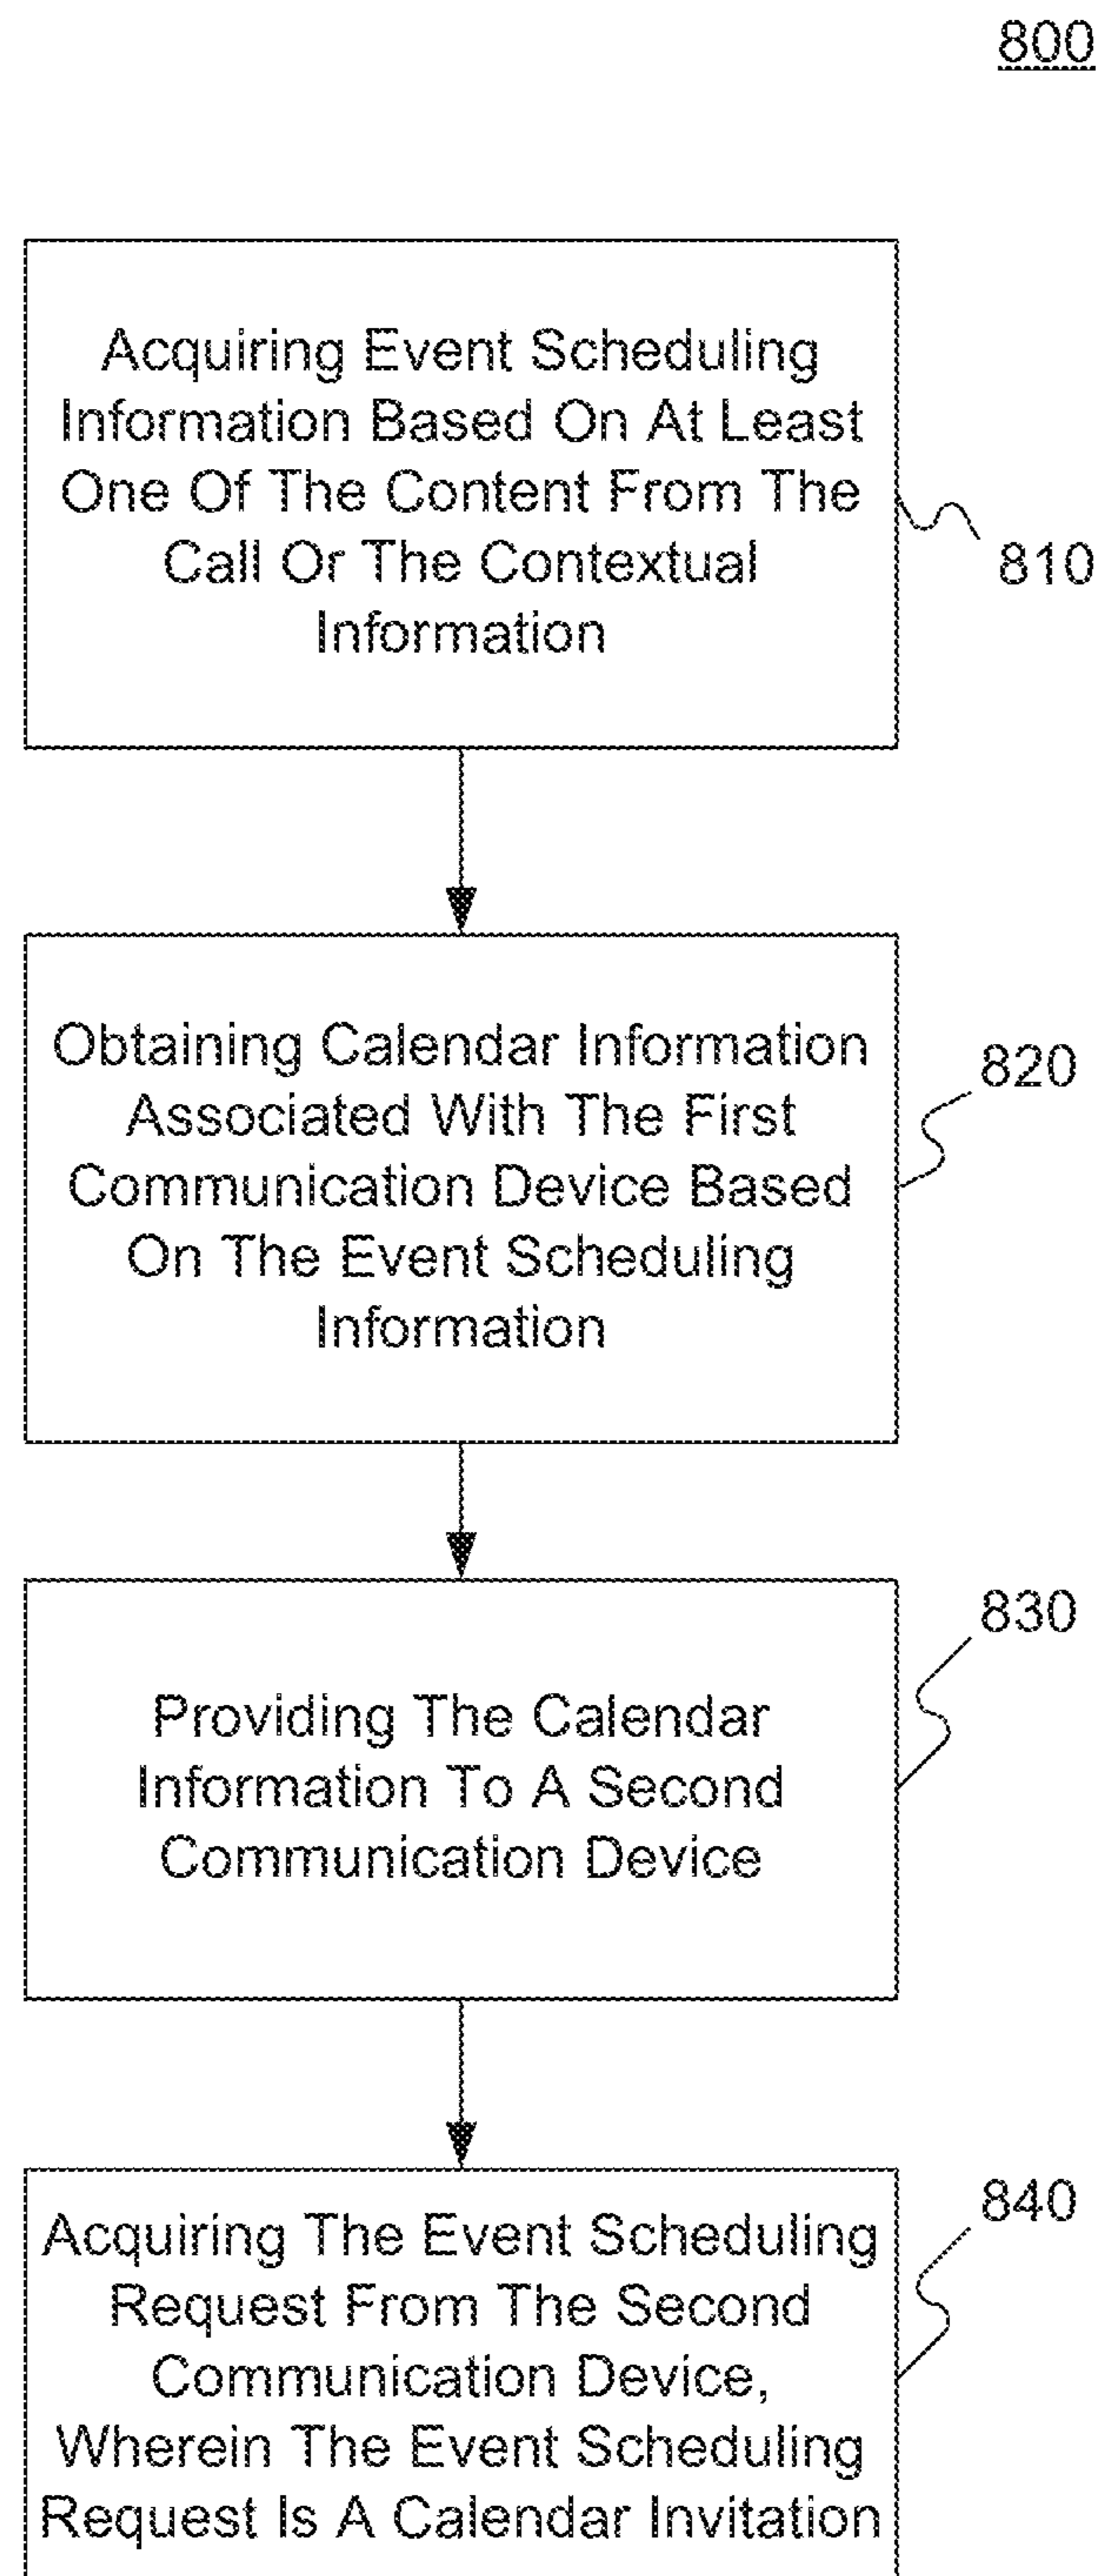 800
Acquiring Event Scheduling
Information Based On At Least
One Of The Content From The
Call Or The Contextual
Information
810
Obtaining Calendar Information
Associated With The First
Communication Device Based
On The Event Scheduling
Information
820
Providing The Calendar
Information To A Second
Communication Device
830
Acquiring The Event Scheduling
Request From The Second
Communication Device,
Wherein The Event Scheduling
Request Is A Calendar Invitation
840